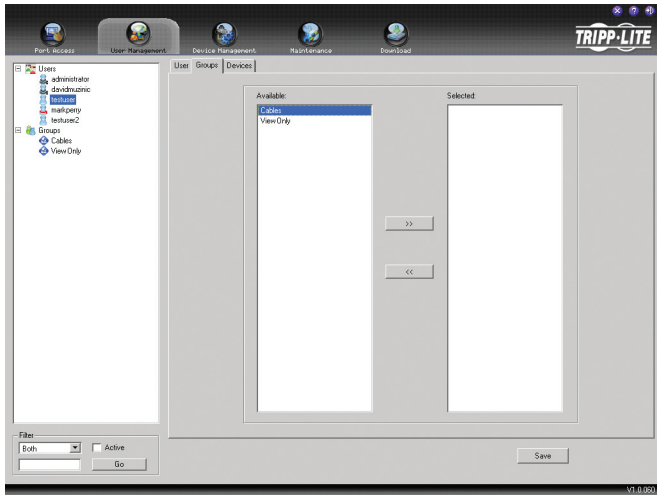 Port Access
User Management
Device Management
Maintenance
Download
TRIPP·LITE
Users
administrator
davidmuzinic
testuser
markperry
testuser2
Groups
Cables
View Only
User
Groups
Devices
Available:
Cables
View Only
Selected:
>>
<<
Filter
Both
Active
Go
Save
V1.0.060